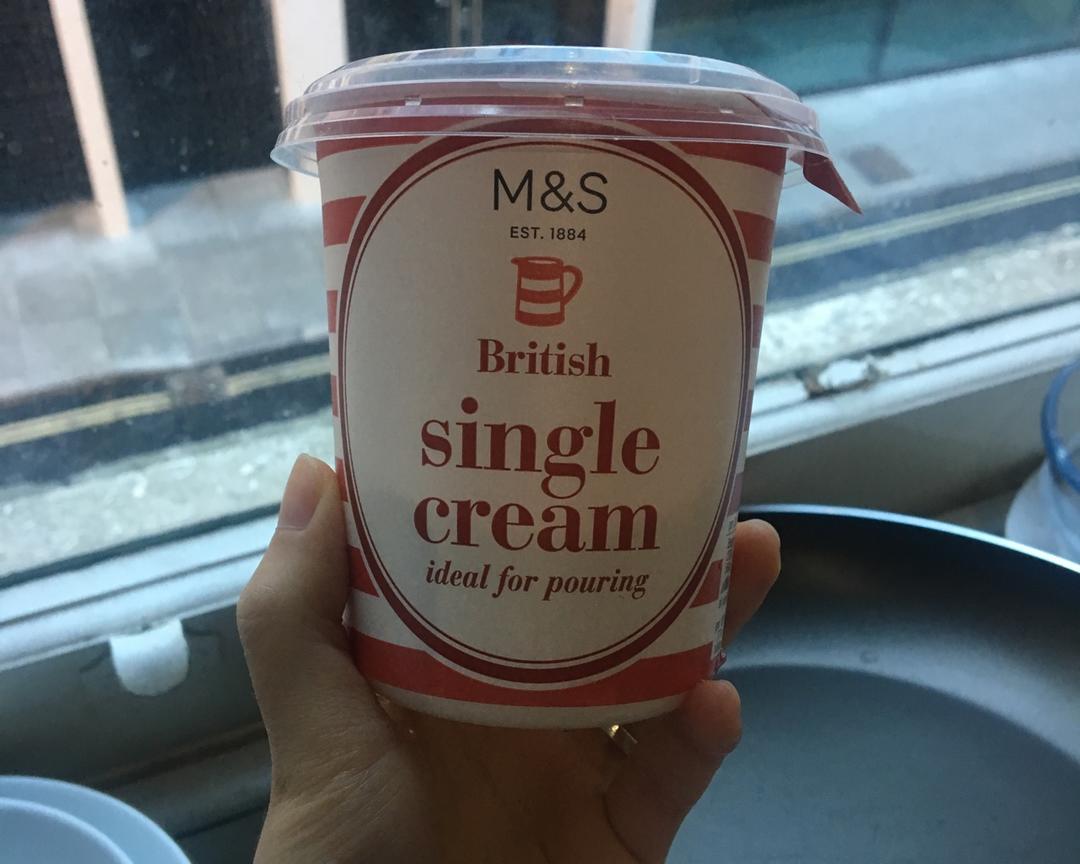 M&S
EST. 1884
British
single
cream
ideal for pouring